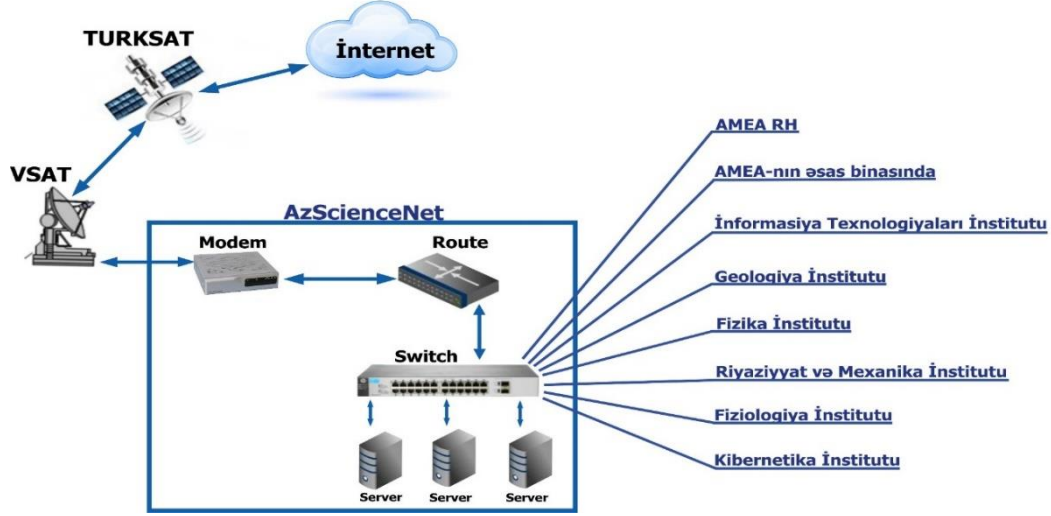 TURKSAT
İnternet
VSAT
AzScienceNet
Modem
Route
Switch
Server
Server
Server
AMEA RH
AMEA-nın əsas binasında
İnformasiya Texnologiyaları İnstitutu
Geologiya İnstitutu
Fizika İnstitutu
Riyaziyyat və Mexanika İnstitutu
Fiziologiya İnstitutu
Kibernetika İnstitutu